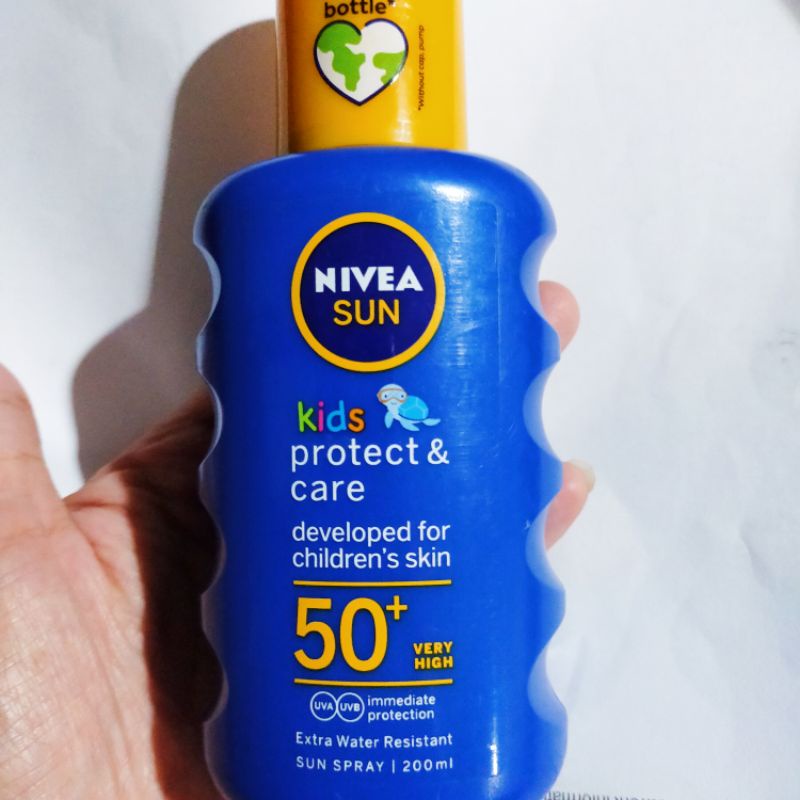 bottle*
*Without cap, pump
NIVEA
SUN
kids
protect &
care
developed for
children's skin
50+
VERY
HIGH
UVA UVB immediate
protection
Extra Water Resistant
SUN SPRAY | 200ml